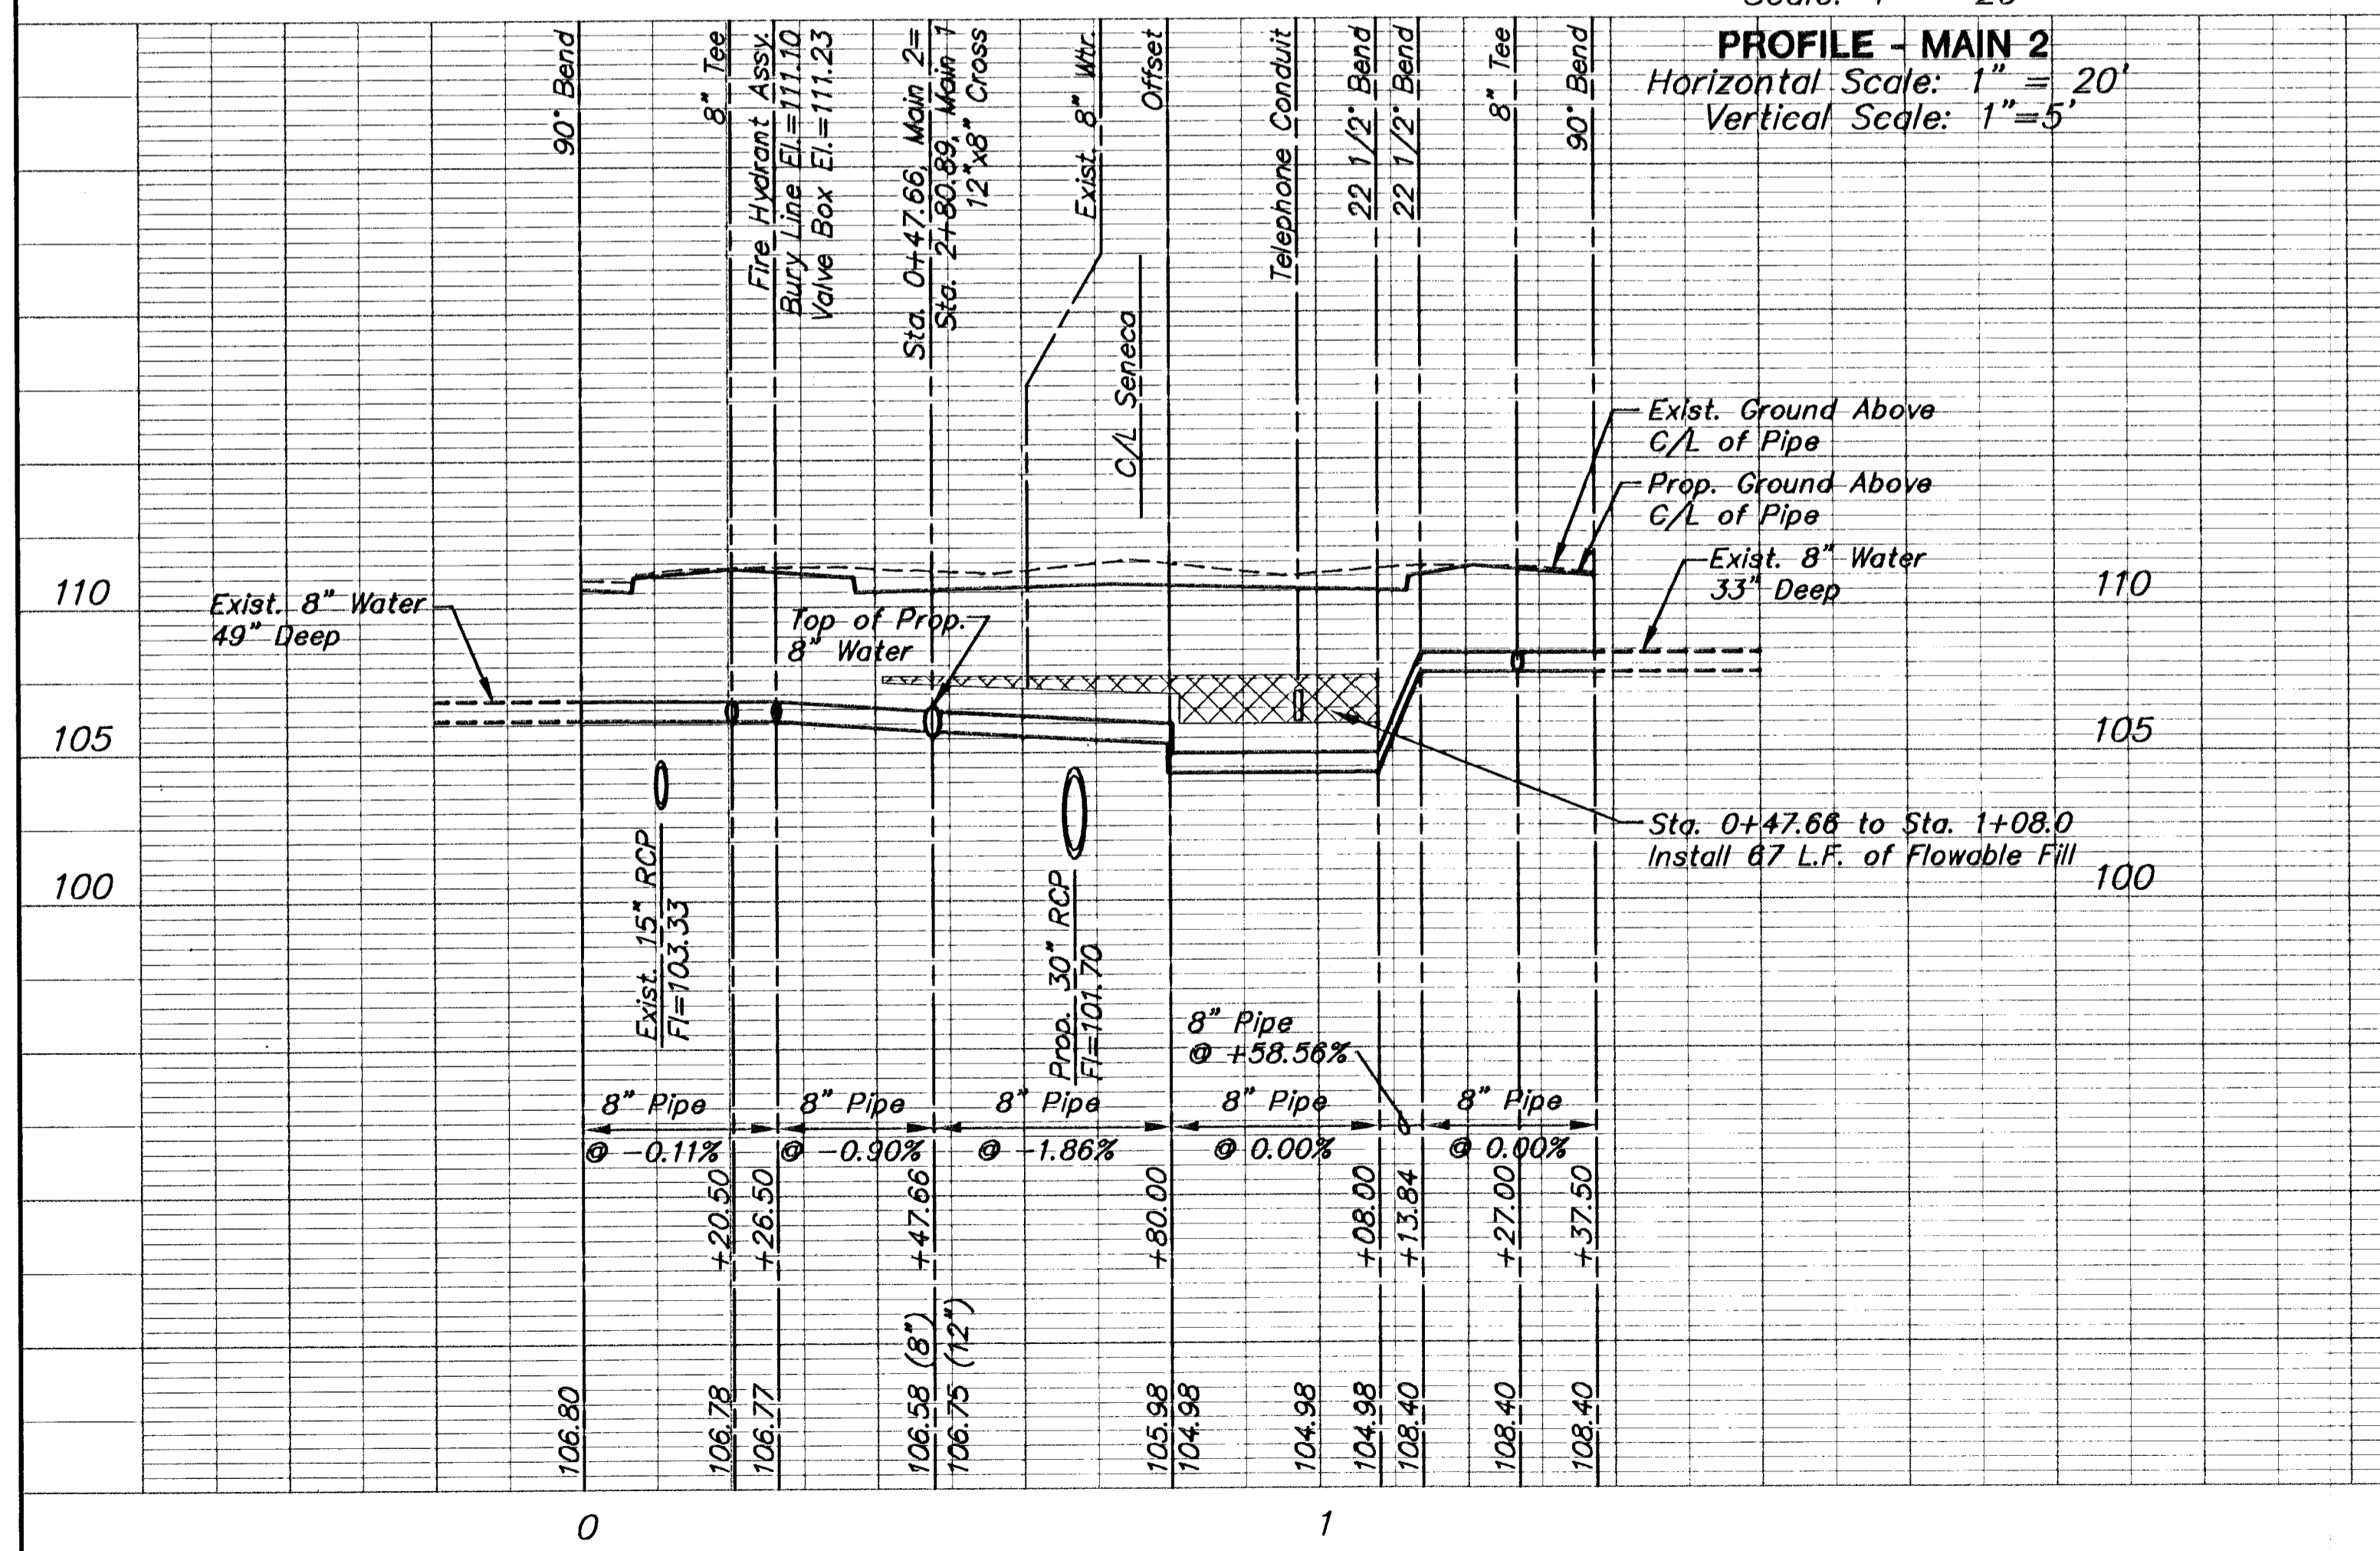 PROFILE - MAIN 2
Horizontal Scale: 1" = 20'
Vertical Scale: 1"=5'
90° Bend
8" Tee
Fire Hydrant Assy.
Bury Line El.=111.10
Valve Box El.=111.23
Sta. 0+47.66, Main 2=
Sta. 2+80.89, Main 1
12"x8" Cross
Exist. 8" Wtr.
Offset
C/L Seneca
Telephone Conduit
22 1/2° Bend
22 1/2° Bend
8" Tee
90° Bend
Exist. Ground Above
C/L of Pipe
Prop. Ground Above
C/L of Pipe
Exist. 8" Water
33" Deep
110
110
Exist. 8" Water
49" Deep
Top of Prop.
8" Water
105
105
Sta. 0+47.66 to Sta. 1+08.0
Install 67 L.F. of Flowable Fill
100
100
Exist. 15" RCP
Fl=103.33
Prop. 30" RCP
Fl=101.70
8" Pipe
@ +58.56%
8" Pipe
@ -0.11%
8" Pipe
@ -0.90%
8" Pipe
@ -1.86%
8" Pipe
@ 0.00%
8" Pipe
@ 0.00%
+20.50
+26.50
+47.66
+80.00
+08.00
+13.84
+27.00
+37.50
106.80
106.78
106.77
106.58 (8")
106.75 (12")
105.98
104.98
104.98
104.98
108.40
108.40
108.40
0
1